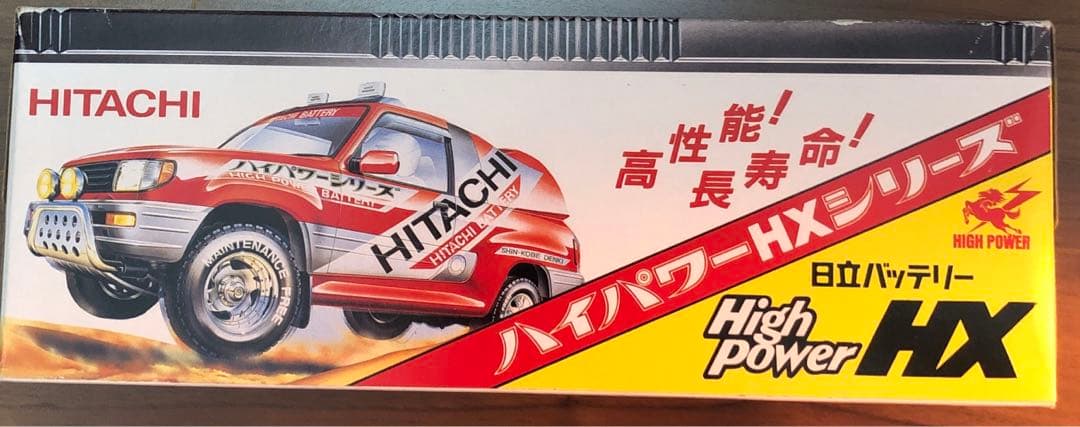 HITACHI
HITACHI BATTERY
ハイパワーシリーズ
HIGH POWER BATTERY
HITACHI
HITACHI BATTERY
SHIN-KOBE DENKI
MAINTENANCE FREE
高性能!
長寿命!
ハイパワーHXシリーズ
HIGH POWER
日立バッテリー
High
Power
HX